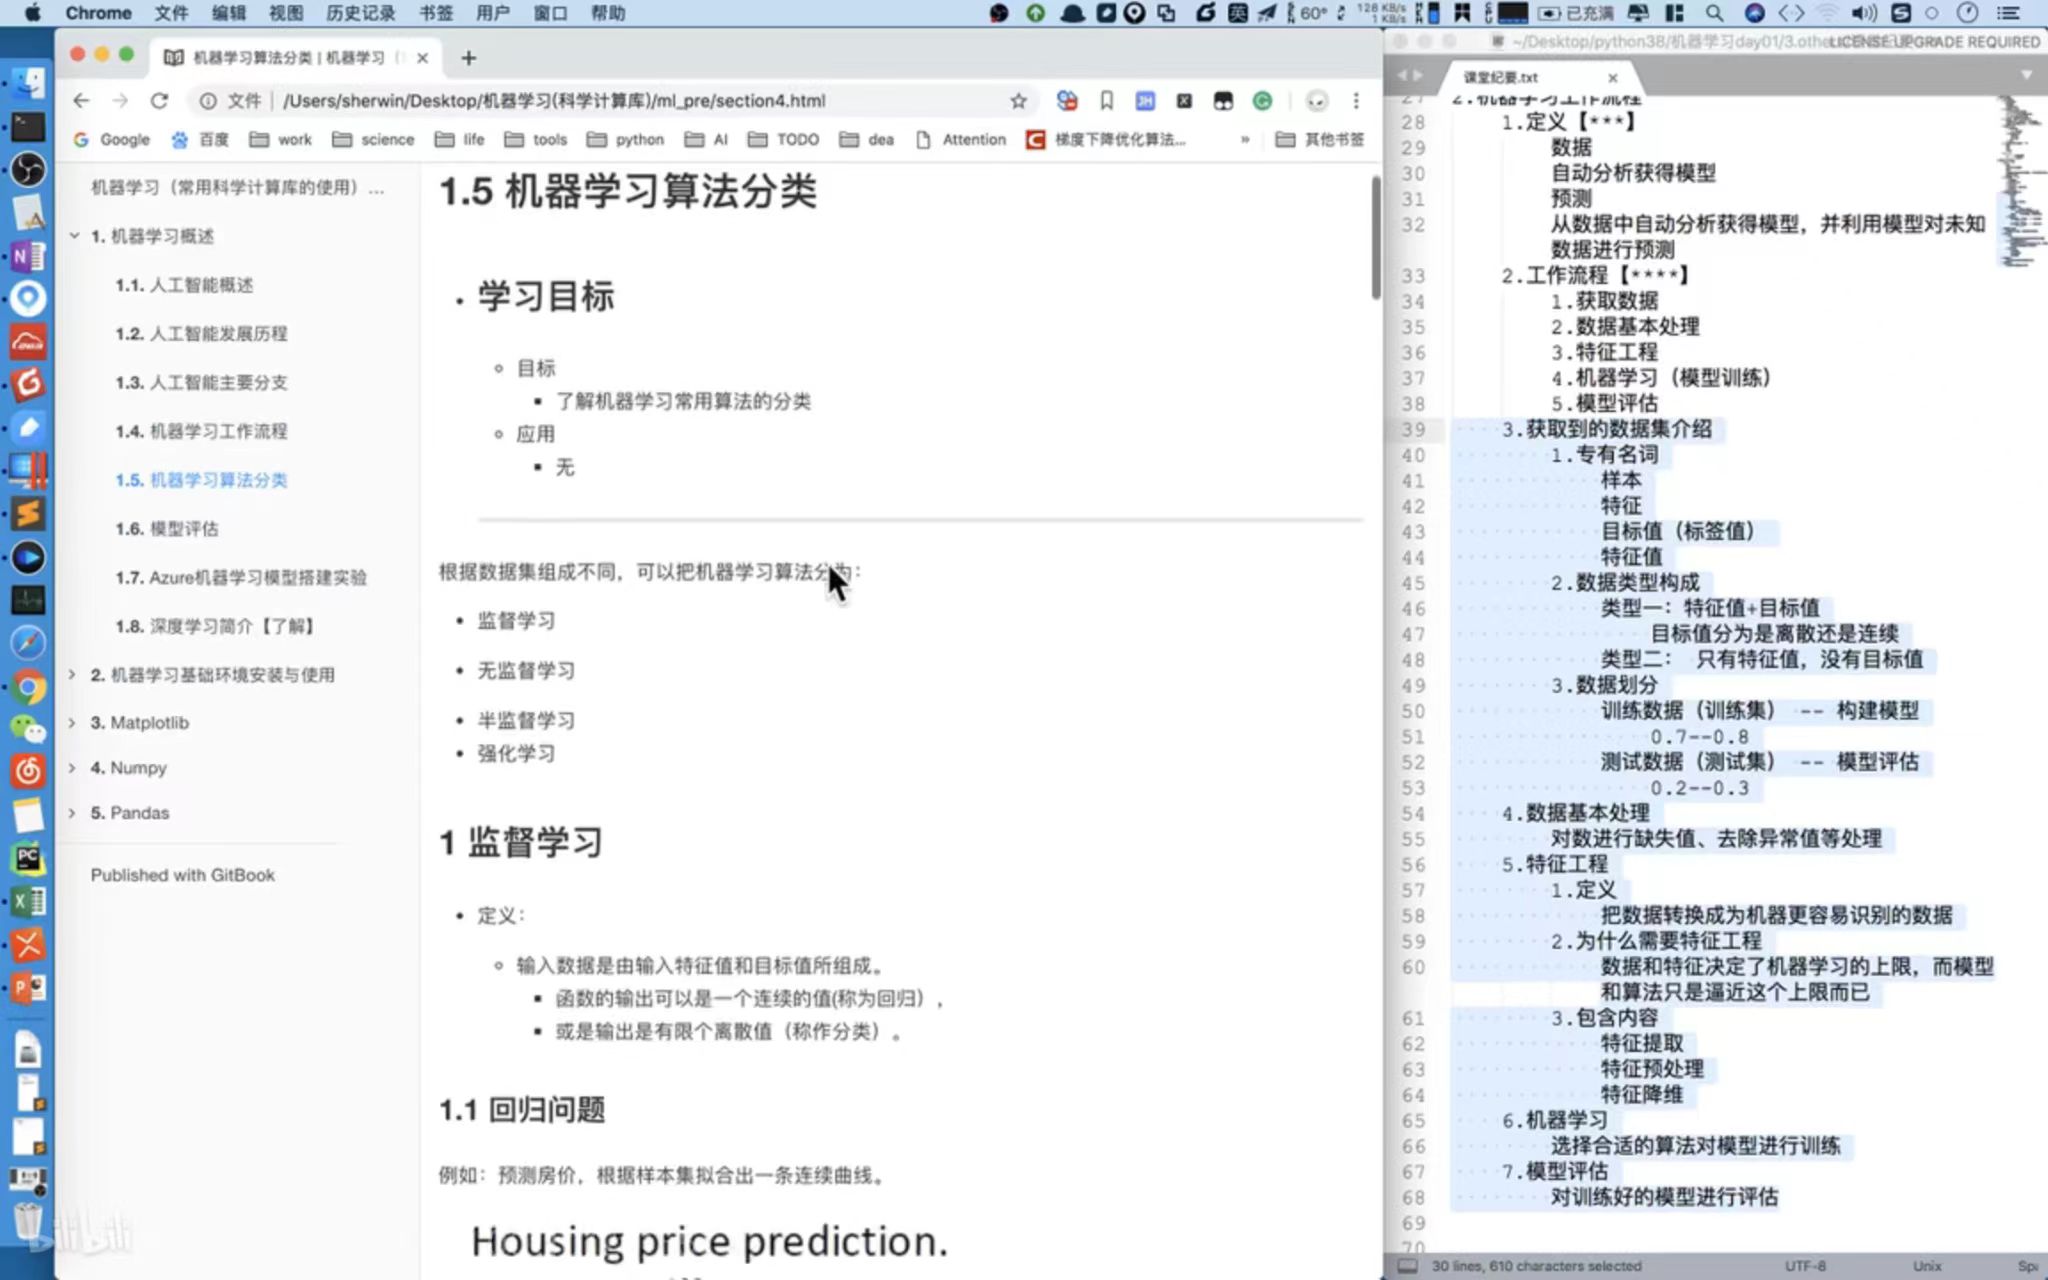 Chrome 文件 编辑 视图 历史记录 书签 用户 窗口 帮助
英 60° 128 KB/s 1 KB/s 已充满
机器学习算法分类 | 机器学习
文件 | /Users/sherwin/Desktop/机器学习(科学计算库)/ml_pre/section4.html
Google 百度 work science life tools python AI TODO dea Attention 梯度下降优化算法... » 其他书签
机器学习（常用科学计算库的使用）...
1. 机器学习概述
1.1. 人工智能概述
1.2. 人工智能发展历程
1.3. 人工智能主要分支
1.4. 机器学习工作流程
1.5. 机器学习算法分类
1.6. 模型评估
1.7. Azure机器学习模型搭建实验
1.8. 深度学习简介【了解】
2. 机器学习基础环境安装与使用
3. Matplotlib
4. Numpy
5. Pandas
Published with GitBook
bilibili
1.5 机器学习算法分类
学习目标
目标
了解机器学习常用算法的分类
应用
无
根据数据集组成不同，可以把机器学习算法分为：
监督学习
无监督学习
半监督学习
强化学习
1 监督学习
定义：
输入数据是由输入特征值和目标值所组成。
函数的输出可以是一个连续的值(称为回归），
或是输出是有限个离散值（称作分类）。
1.1 回归问题
例如：预测房价，根据样本集拟合出一条连续曲线。
Housing price prediction.
~/Desktop/python38/机器学习day01/3.othe
LICENSE UPGRADE REQUIRED
课堂纪要.txt
27 2.机器学习工作流程
28 1.定义【***】
29 数据
30 自动分析获得模型
31 预测
32 从数据中自动分析获得模型，并利用模型对未知
数据进行预测
33 2.工作流程【****】
34 1.获取数据
35 2.数据基本处理
36 3.特征工程
37 4.机器学习（模型训练）
38 5.模型评估
39 3.获取到的数据集介绍
40 1.专有名词
41 样本
42 特征
43 目标值（标签值）
44 特征值
45 2.数据类型构成
46 类型一：特征值+目标值
47 目标值分为是离散还是连续
48 类型二： 只有特征值，没有目标值
49 3.数据划分
50 训练数据（训练集） -- 构建模型
51 0.7--0.8
52 测试数据（测试集） -- 模型评估
53 0.2--0.3
54 4.数据基本处理
55 对数进行缺失值、去除异常值等处理
56 5.特征工程
57 1.定义
58 把数据转换成为机器更容易识别的数据
59 2.为什么需要特征工程
60 数据和特征决定了机器学习的上限，而模型
和算法只是逼近这个上限而已
61 3.包含内容
62 特征提取
63 特征预处理
64 特征降维
65 6.机器学习
66 选择合适的算法对模型进行训练
67 7.模型评估
68 对训练好的模型进行评估
69
70
30 lines, 610 characters selected UTF-8 Unix